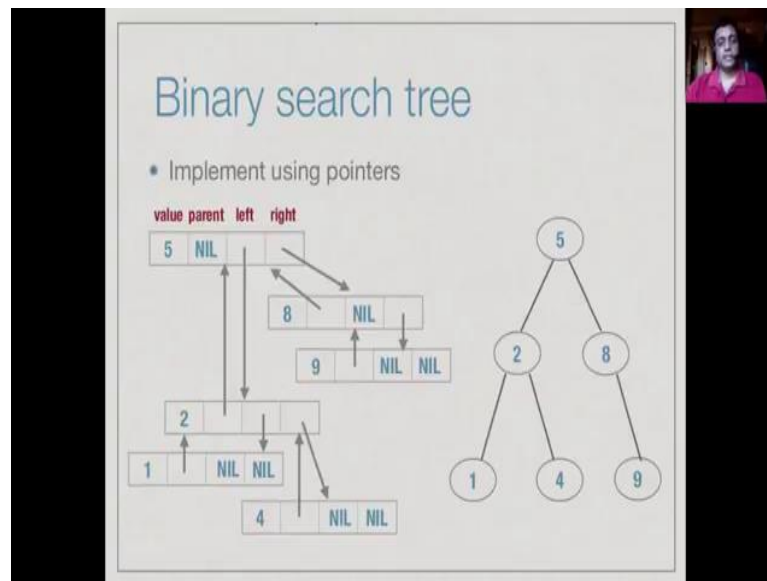 Binary search tree
• Implement using pointers
value parent left right
5 NIL
8 NIL
9 NIL NIL
2
1 NIL NIL
4 NIL NIL
5
2 8
1 4 9